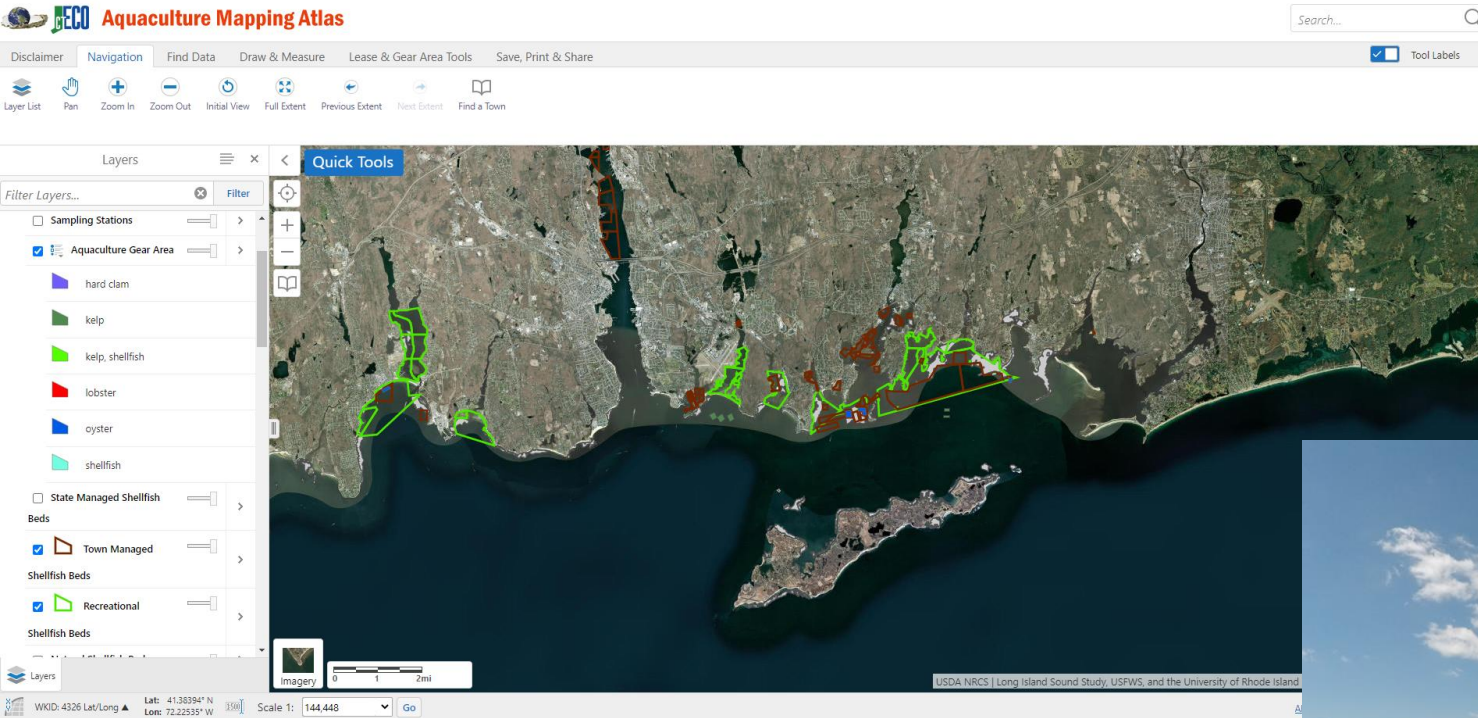 CTECO Aquaculture Mapping Atlas
Search...
Disclaimer Navigation Find Data Draw & Measure Lease & Gear Area Tools Save, Print & Share
Tool Labels
Layer List Pan Zoom In Zoom Out Initial View Full Extent Previous Extent Next Extent Find a Town
Layers
Quick Tools
Filter Layers... Filter
Sampling Stations
Aquaculture Gear Area
hard clam
kelp
kelp, shellfish
lobster
oyster
shellfish
State Managed Shellfish
Beds
Town Managed
Shellfish Beds
Recreational
Shellfish Beds
Layers
Imagery
0 1 2mi
USDA NRCS | Long Island Sound Study, USFWS, and the University of Rhode Island
WKID: 4326 Lat/Long
Lat: 41.38394° N
Lon: 72.22535° W
Scale 1: 144,448 Go